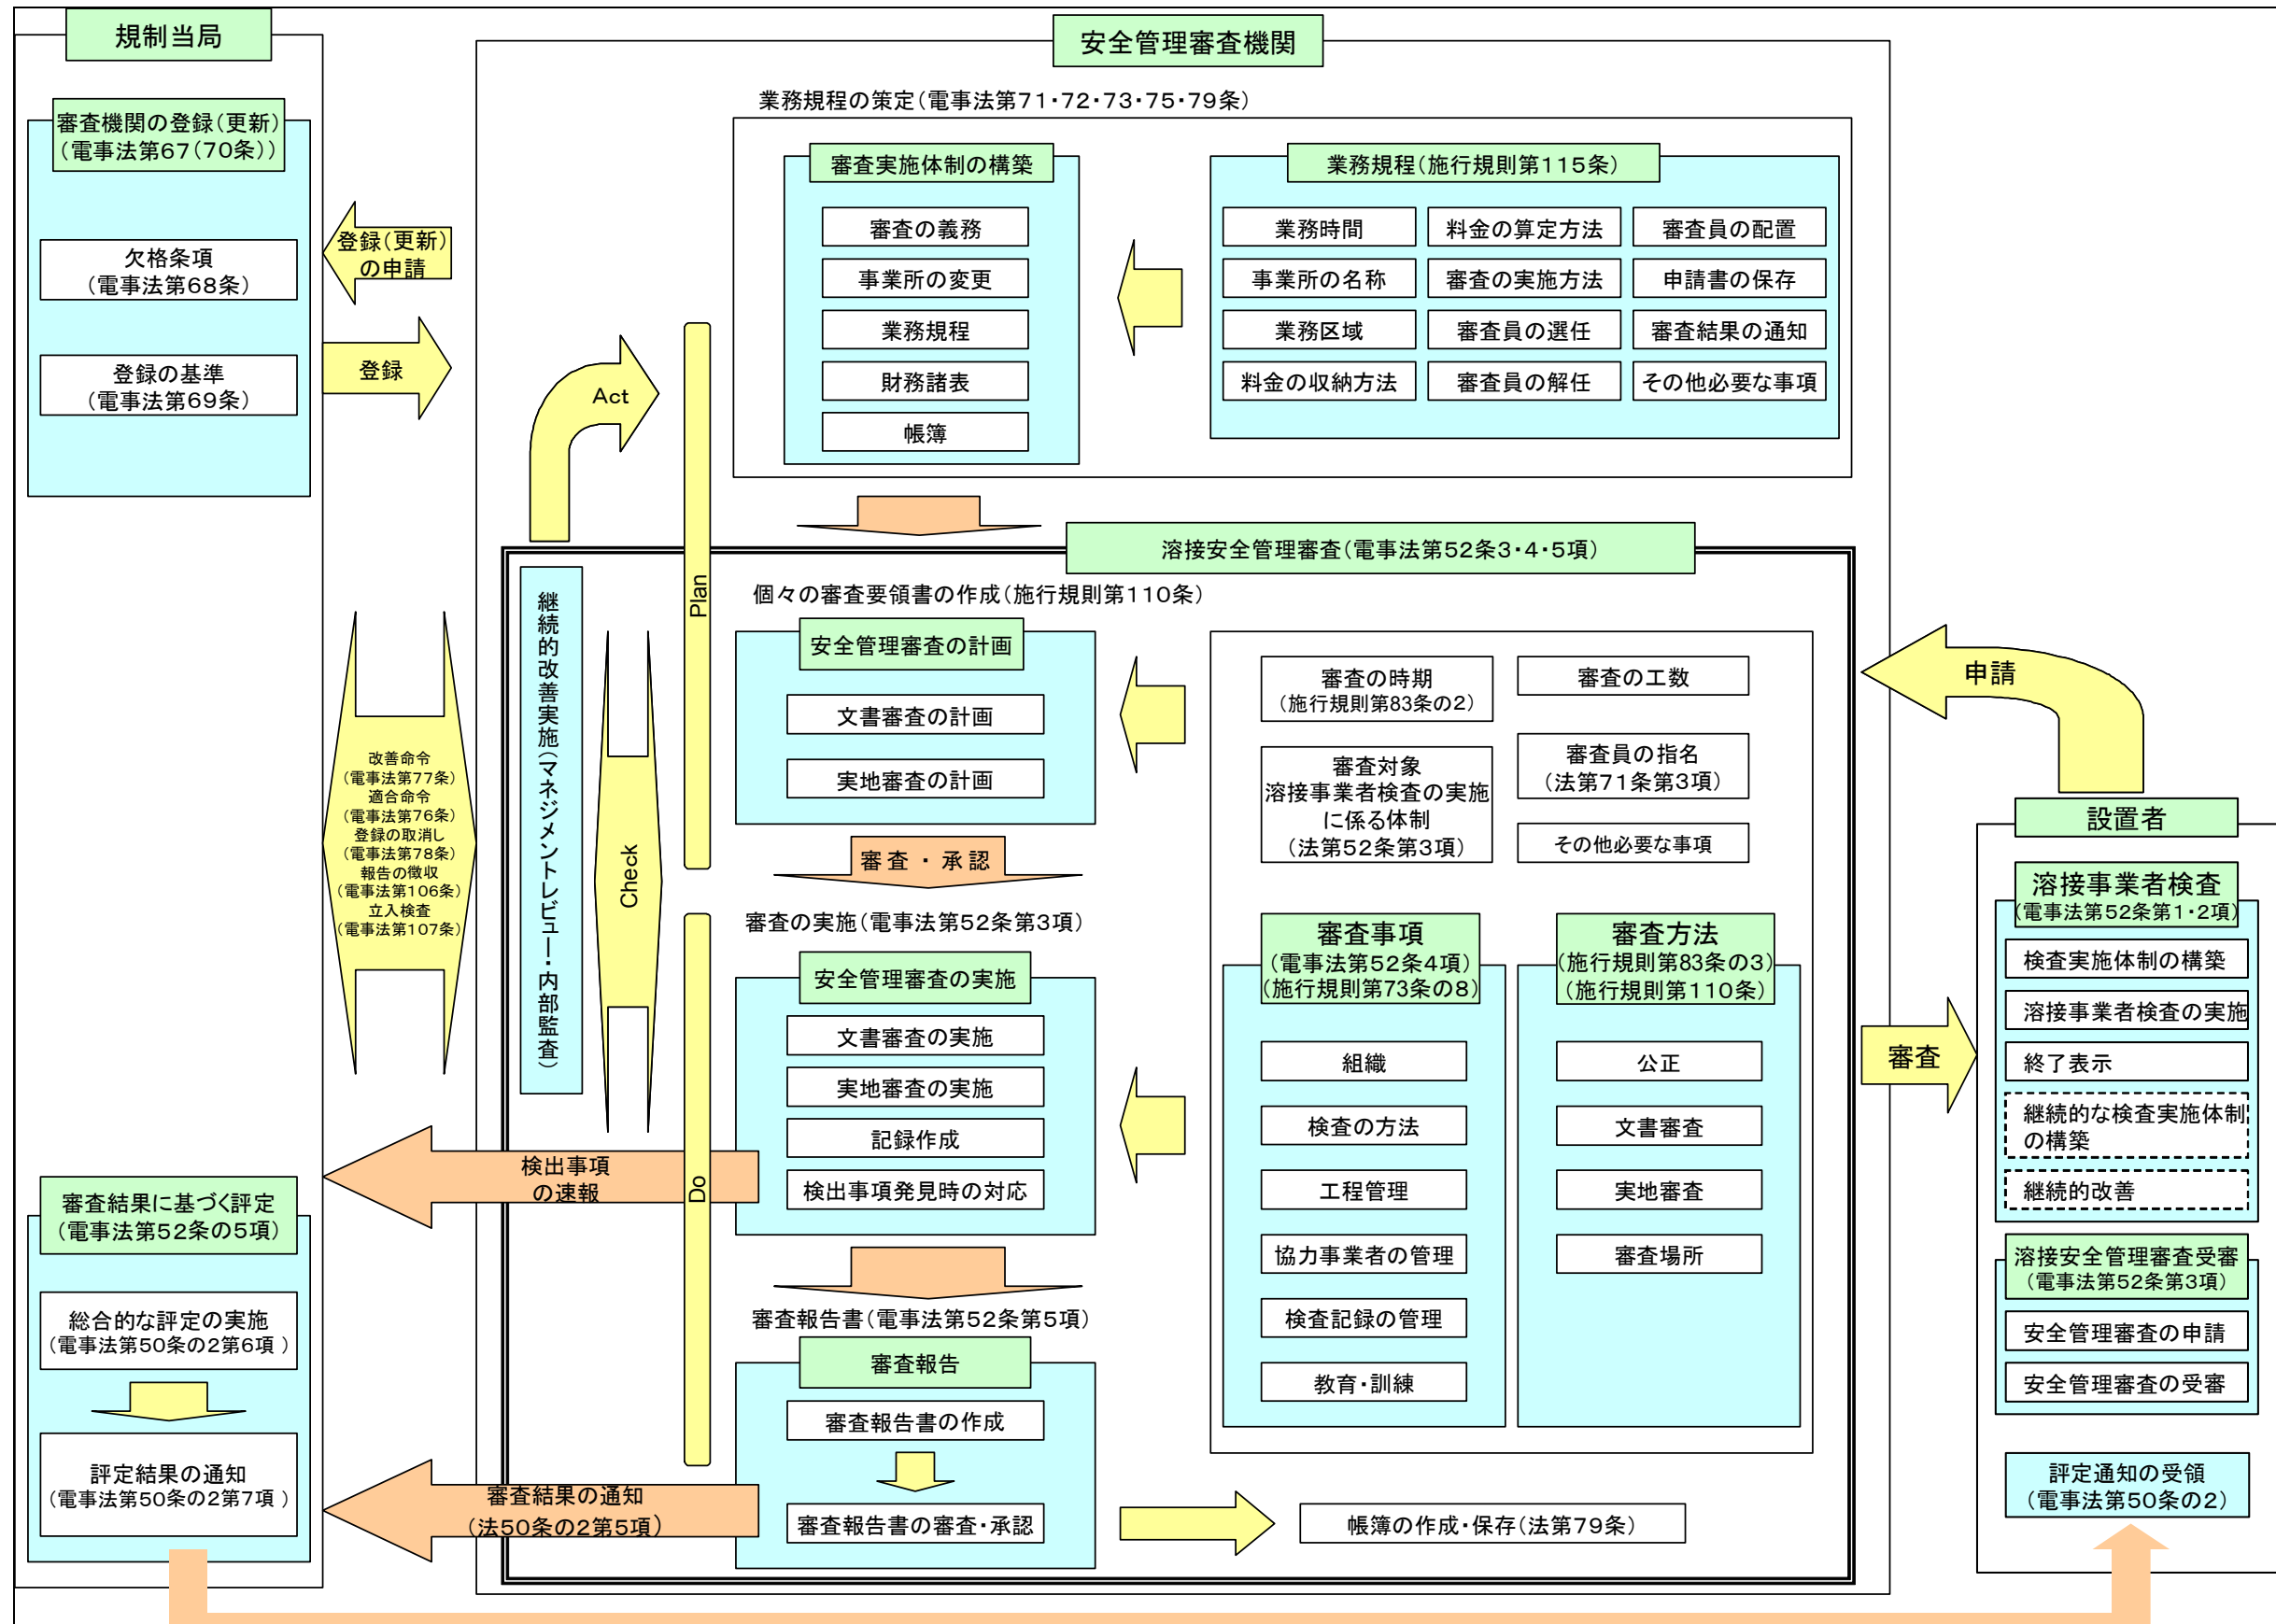 規制当局
審査機関の登録(更新)
(電事法第67(70条))
欠格条項
(電事法第68条)
登録の基準
(電事法第69条)
登録(更新)
の申請
登録
改善命令
(電事法第77条)
適合命令
(電事法第76条)
登録の取消し
(電事法第78条)
報告の徴収
(電事法第106条)
立入検査
(電事法第107条)
審査結果に基づく評定
(電事法第52条の5項)
総合的な評定の実施
(電事法第50条の2第6項 )
評定結果の通知
(電事法第50条の2第7項 )
安全管理審査機関
業務規程の策定(電事法第71・72・73・75・79条)
審査実施体制の構築
審査の義務
事業所の変更
業務規程
財務諸表
帳簿
業務規程(施行規則第115条)
業務時間
料金の算定方法
審査員の配置
事業所の名称
審査の実施方法
申請書の保存
業務区域
審査員の選任
審査結果の通知
料金の収納方法
審査員の解任
その他必要な事項
Act
Plan
Check
Do
溶接安全管理審査(電事法第52条3・4・5項)
継続的改善実施(マネジメントレビュー・内部監査)
個々の審査要領書の作成(施行規則第110条)
安全管理審査の計画
文書審査の計画
実地審査の計画
審査・承認
審査の実施(電事法第52条第3項)
安全管理審査の実施
文書審査の実施
実地審査の実施
記録作成
検出事項発見時の対応
検出事項
の速報
審査報告書(電事法第52条第5項)
審査報告
審査報告書の作成
審査報告書の審査・承認
審査結果の通知
(法50条の2第5項)
審査の時期
(施行規則第83条の2)
審査の工数
審査対象
溶接事業者検査の実施
に係る体制
(法第52条第3項)
審査員の指名
(法第71条第3項)
その他必要な事項
審査事項
(電事法第52条4項)
(施行規則第73条の8)
組織
検査の方法
工程管理
協力事業者の管理
検査記録の管理
教育・訓練
審査方法
(施行規則第83条の3)
(施行規則第110条)
公正
文書審査
実地審査
審査場所
帳簿の作成・保存(法第79条)
申請
審査
設置者
溶接事業者検査
(電事法第52条第1・2項)
検査実施体制の構築
溶接事業者検査の実施
終了表示
継続的な検査実施体制
の構築
継続的改善
溶接安全管理審査受審
(電事法第52条第3項)
安全管理審査の申請
安全管理審査の受審
評定通知の受領
(電事法第50条の2)